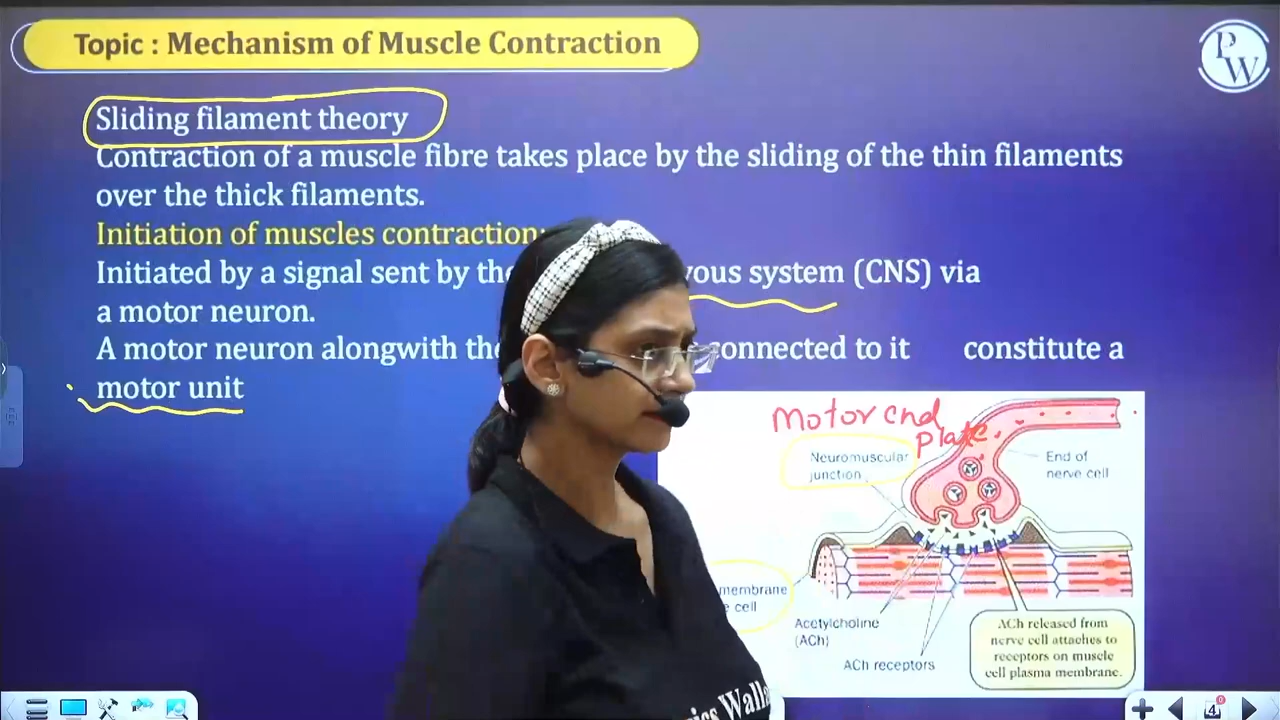 Topic : Mechanism of Muscle Contraction
PW
Sliding filament theory
Contraction of a muscle fibre takes place by the sliding of the thin filaments
over the thick filaments.
Initiation of muscles contraction:
Initiated by a signal sent by the vous system (CNS) via
a motor neuron.
A motor neuron alongwith the connected to it constitute a
motor unit
Motor end
plate
Neuromuscular
junction
End of
nerve cell
membrane
cell
Acetylcholine
(ACh)
ACh receptors
ACh released from
nerve cell attaches to
receptors on muscle
cell plasma membrane.
ics Walla
4